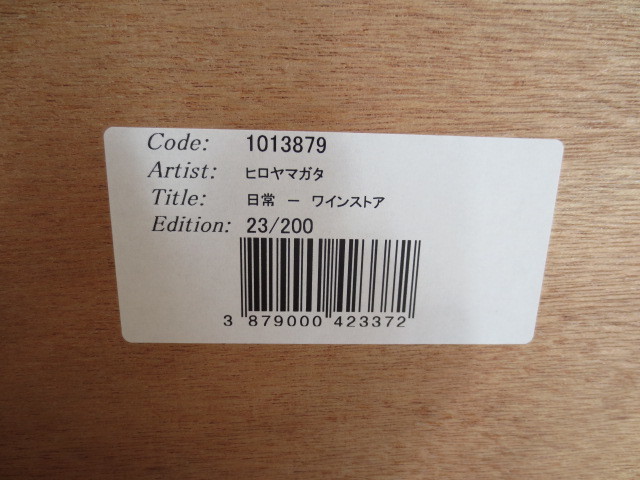 Code: 1013879
Artist: ヒロヤマガタ
Title: 日常 － ワインストア
Edition: 23/200
3 879000 423372